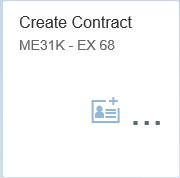 Create Contract
ME31K - EX 68
...